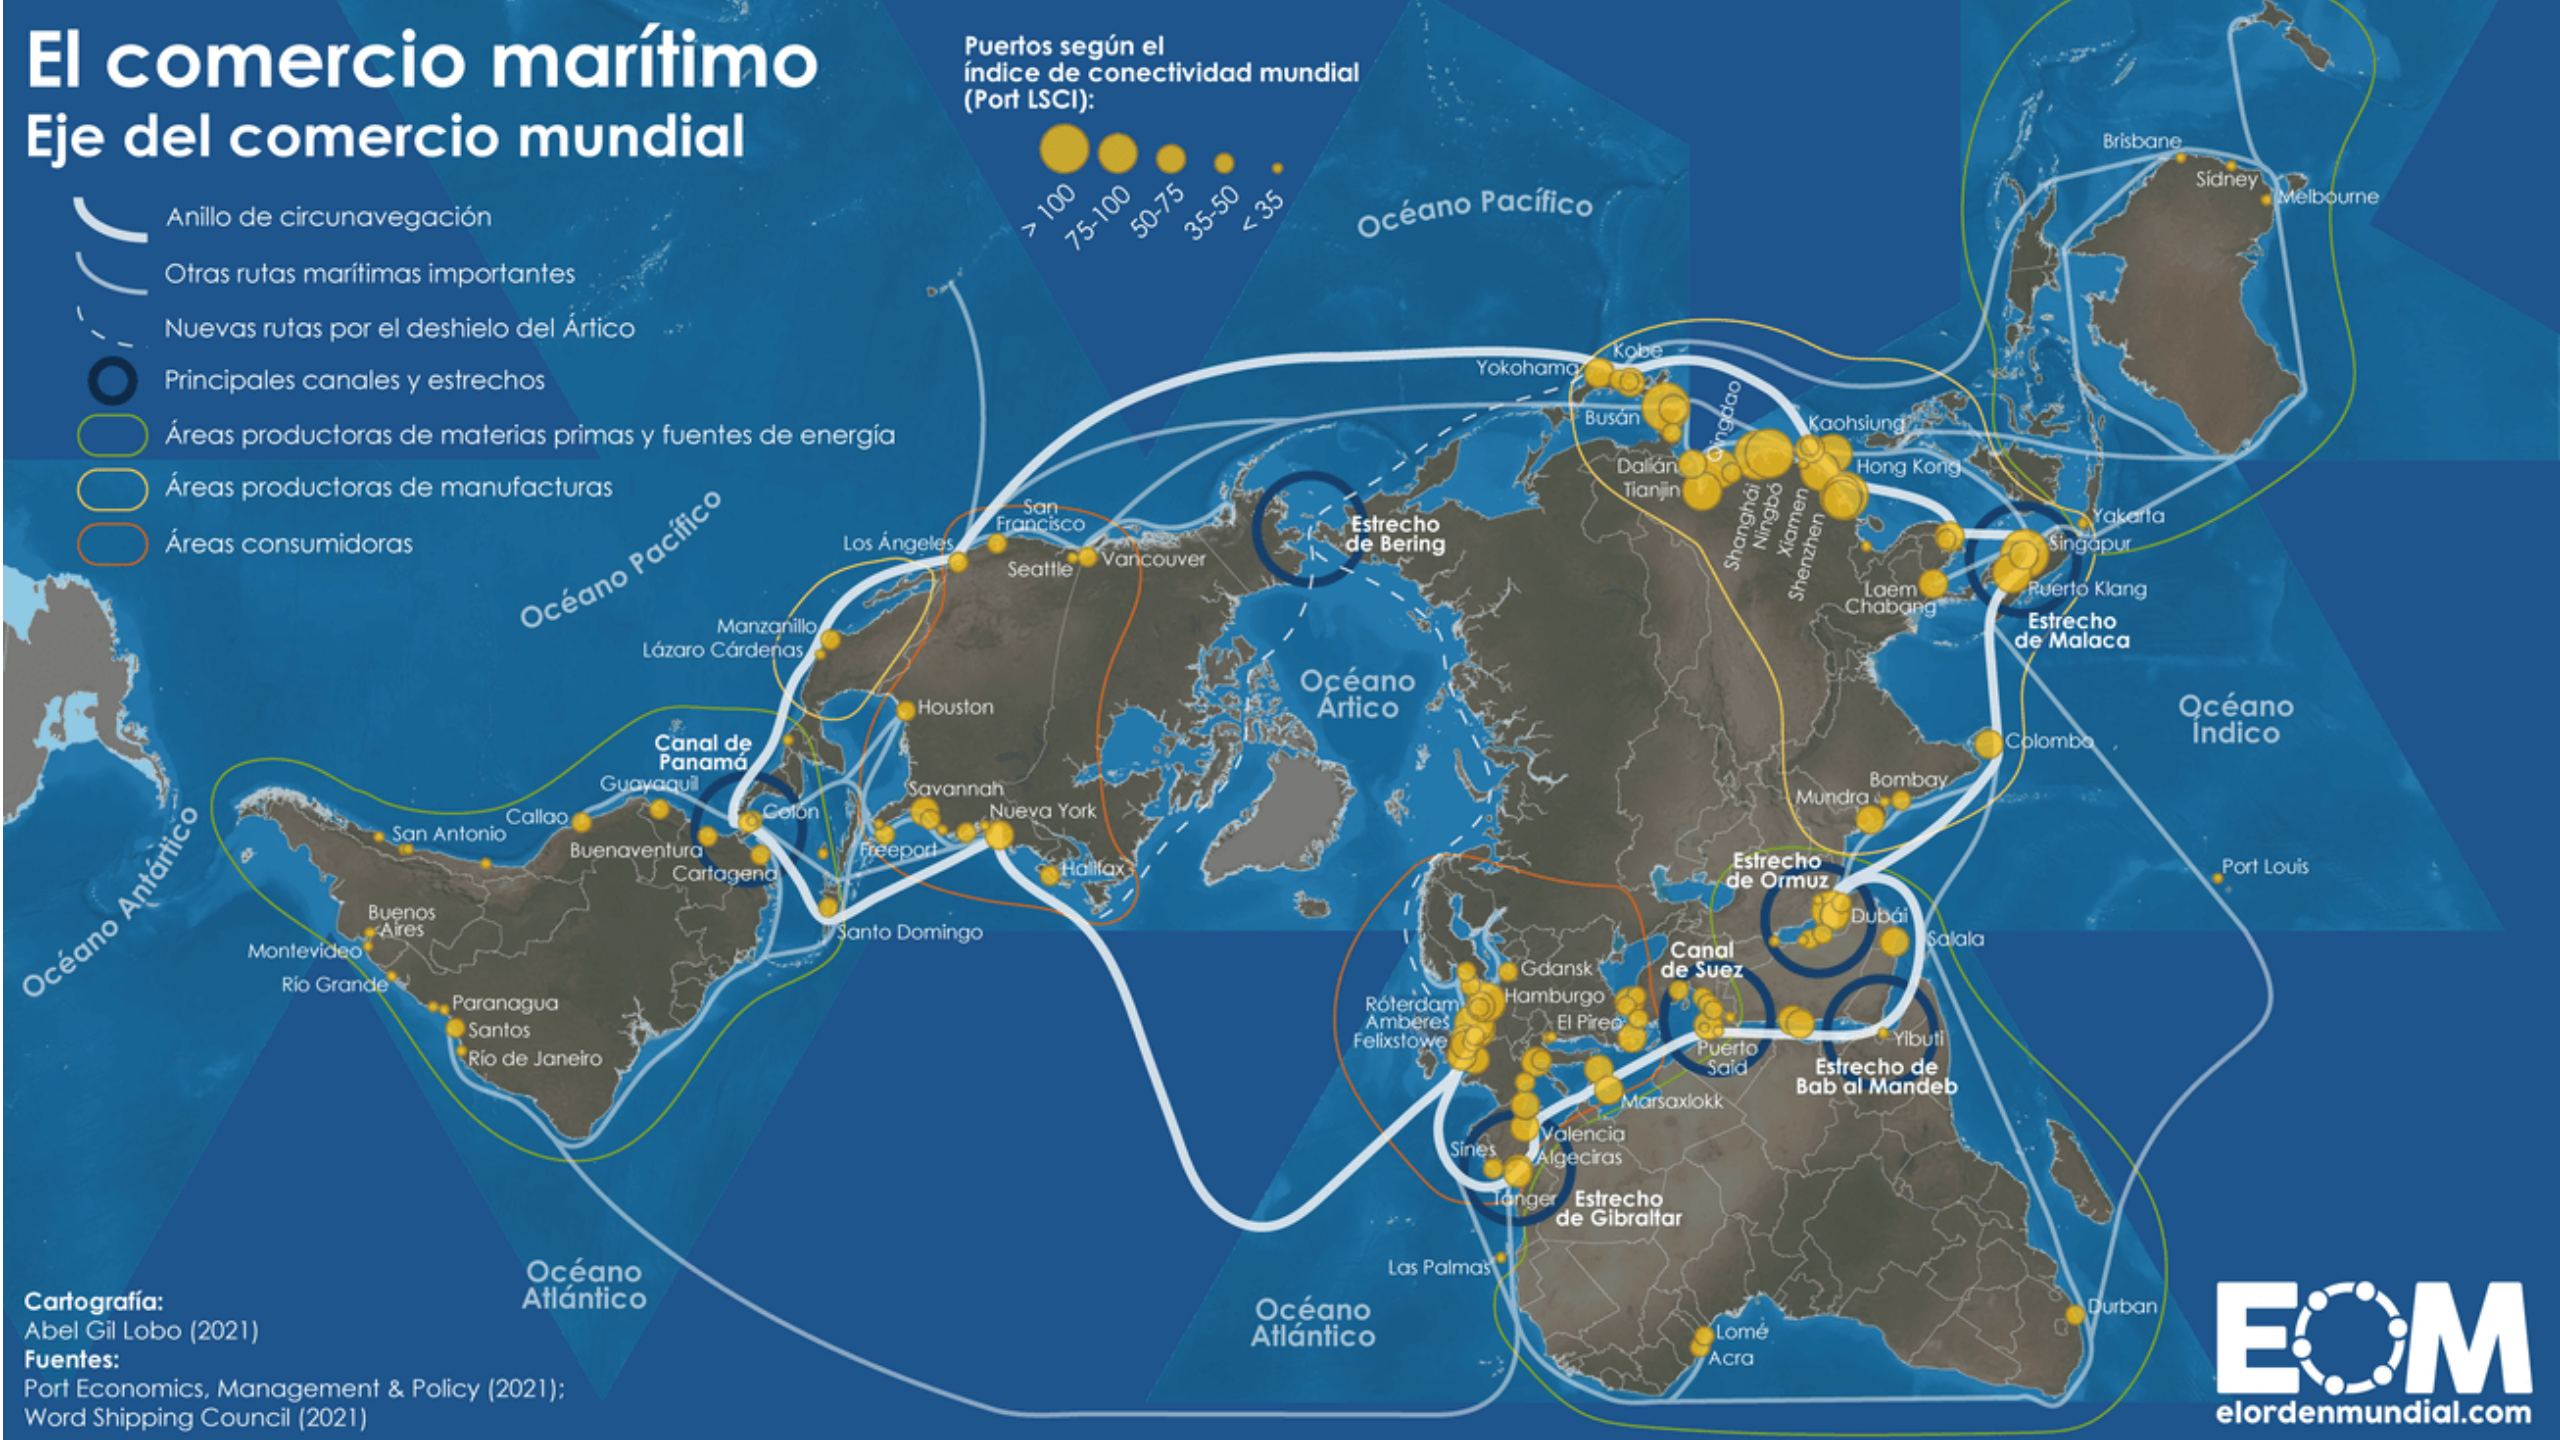 El comercio marítimo
Eje del comercio mundial
Anillo de circunavegación
Otras rutas marítimas importantes
Nuevas rutas por el deshielo del Ártico
Principales canales y estrechos
Áreas productoras de materias primas y fuentes de energía
Áreas productoras de manufacturas
Áreas consumidoras
Puertos según el
índice de conectividad mundial
(Port LSCI):
> 100
75-100
50-75
35-50
< 35
Océano Pacífico
Brisbane
Sídney
Melbourne
Kobe
Yokohama
Busán
Qingdao
Kaohsiung
Dalián
Hong Kong
Tianjin
Shanghái
Ningbó
Xiamen
Shenzhen
Yakarta
Singapur
Laem
Chabang
Puerto Klang
Estrecho
de Malaca
Estrecho
de Bering
San
Francisco
Los Ángeles
Seattle
Vancouver
Océano Pacífico
Manzanillo
Lázaro Cárdenas
Océano
Ártico
Océano
Índico
Houston
Canal de
Panamá
Colombo
Bombay
Mundra
Guayaquil
Savannah
Nueva York
Callao
Colón
San Antonio
Buenaventura
Freeport
Cartagena
Halifax
Estrecho
de Ormuz
Port Louis
Océano Antártico
Buenos
Aires
Dubái
Santo Domingo
Salala
Montevideo
Canal
de Suez
Río Grande
Gdansk
Paranagua
Róterdam
Hamburgo
Santos
Amberes
El Pireo
Felixstowe
Yibuti
Río de Janeiro
Puerto
Said
Estrecho de
Bab al Mandeb
Marsaxlokk
Valencia
Sines
Algeciras
Tánger
Estrecho
de Gibraltar
Las Palmas
Océano
Atlántico
Océano
Atlántico
Durban
Lomé
Acra
Cartografía:
Abel Gil Lobo (2021)
Fuentes:
Port Economics, Management & Policy (2021);
Word Shipping Council (2021)
EOM
elordenmundial.com